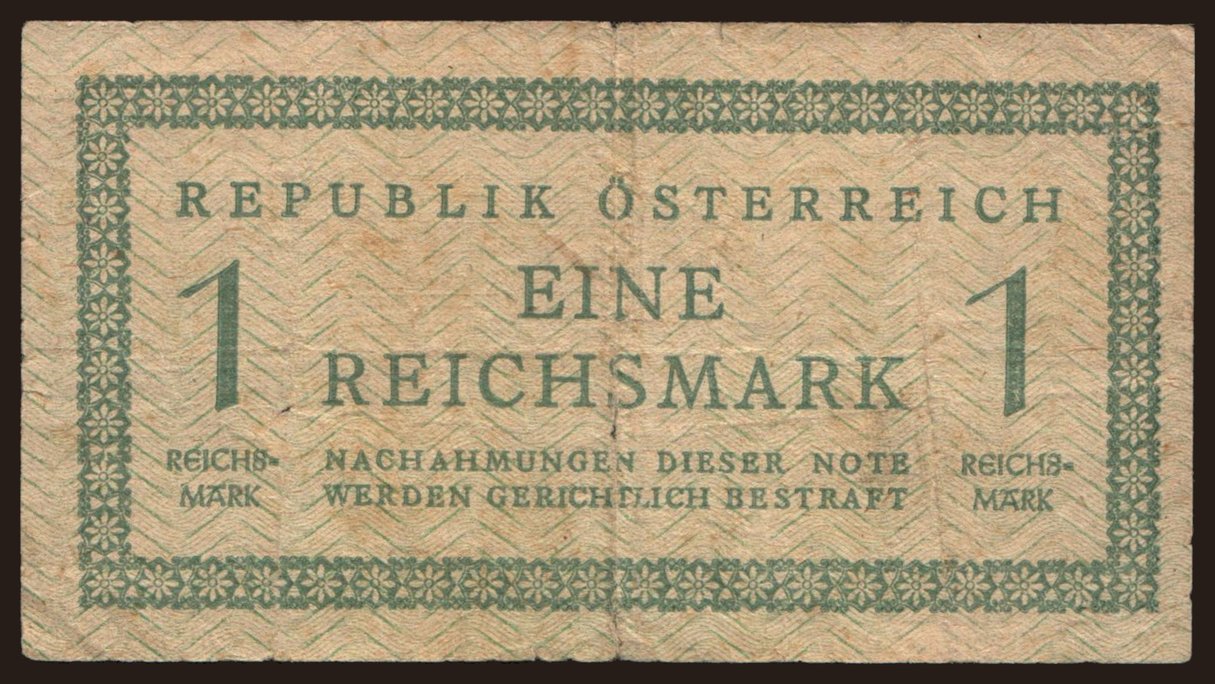 REPUBLIK ÖSTERREICH
1 EINE 1
REICHSMARK
REICHS- NACHAHMUNGEN DIESER NOTE REICHS-
MARK WERDEN GERICHTLICH BESTRAFT MARK